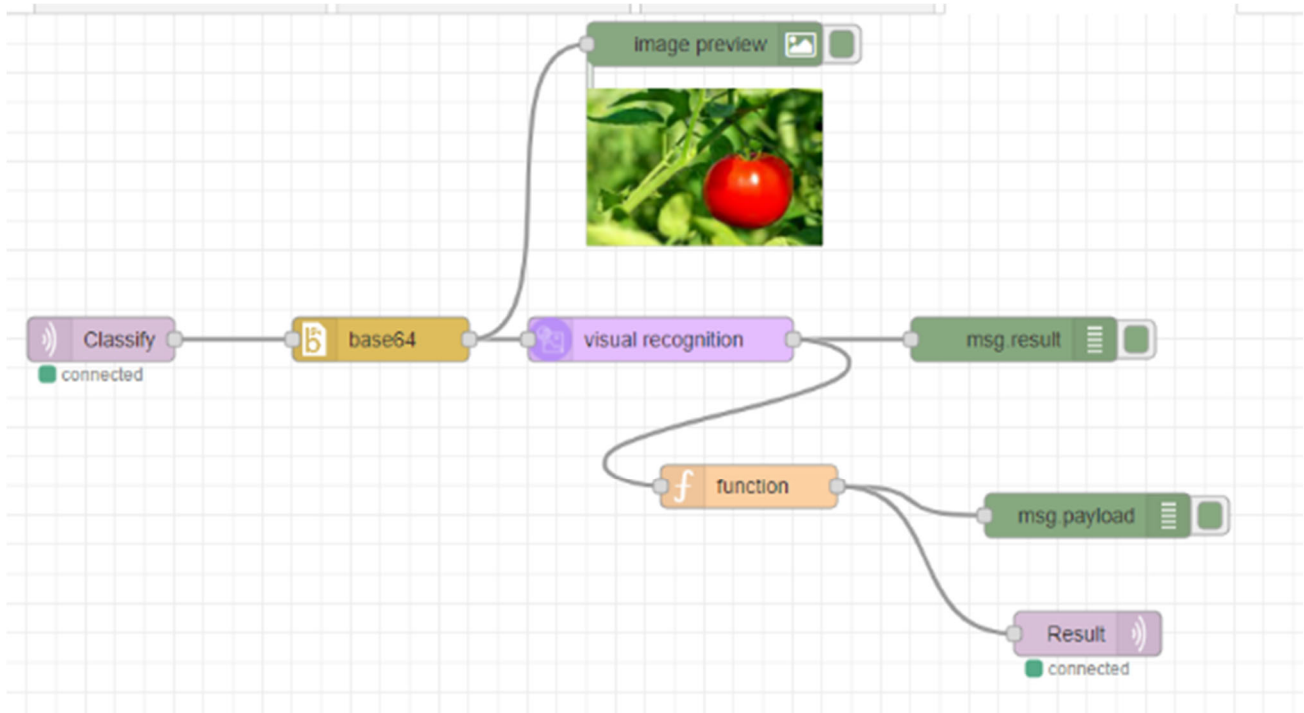 image preview
Classify
base64
visual recognition
msg.result
connected
function
msg.payload
Result
connected